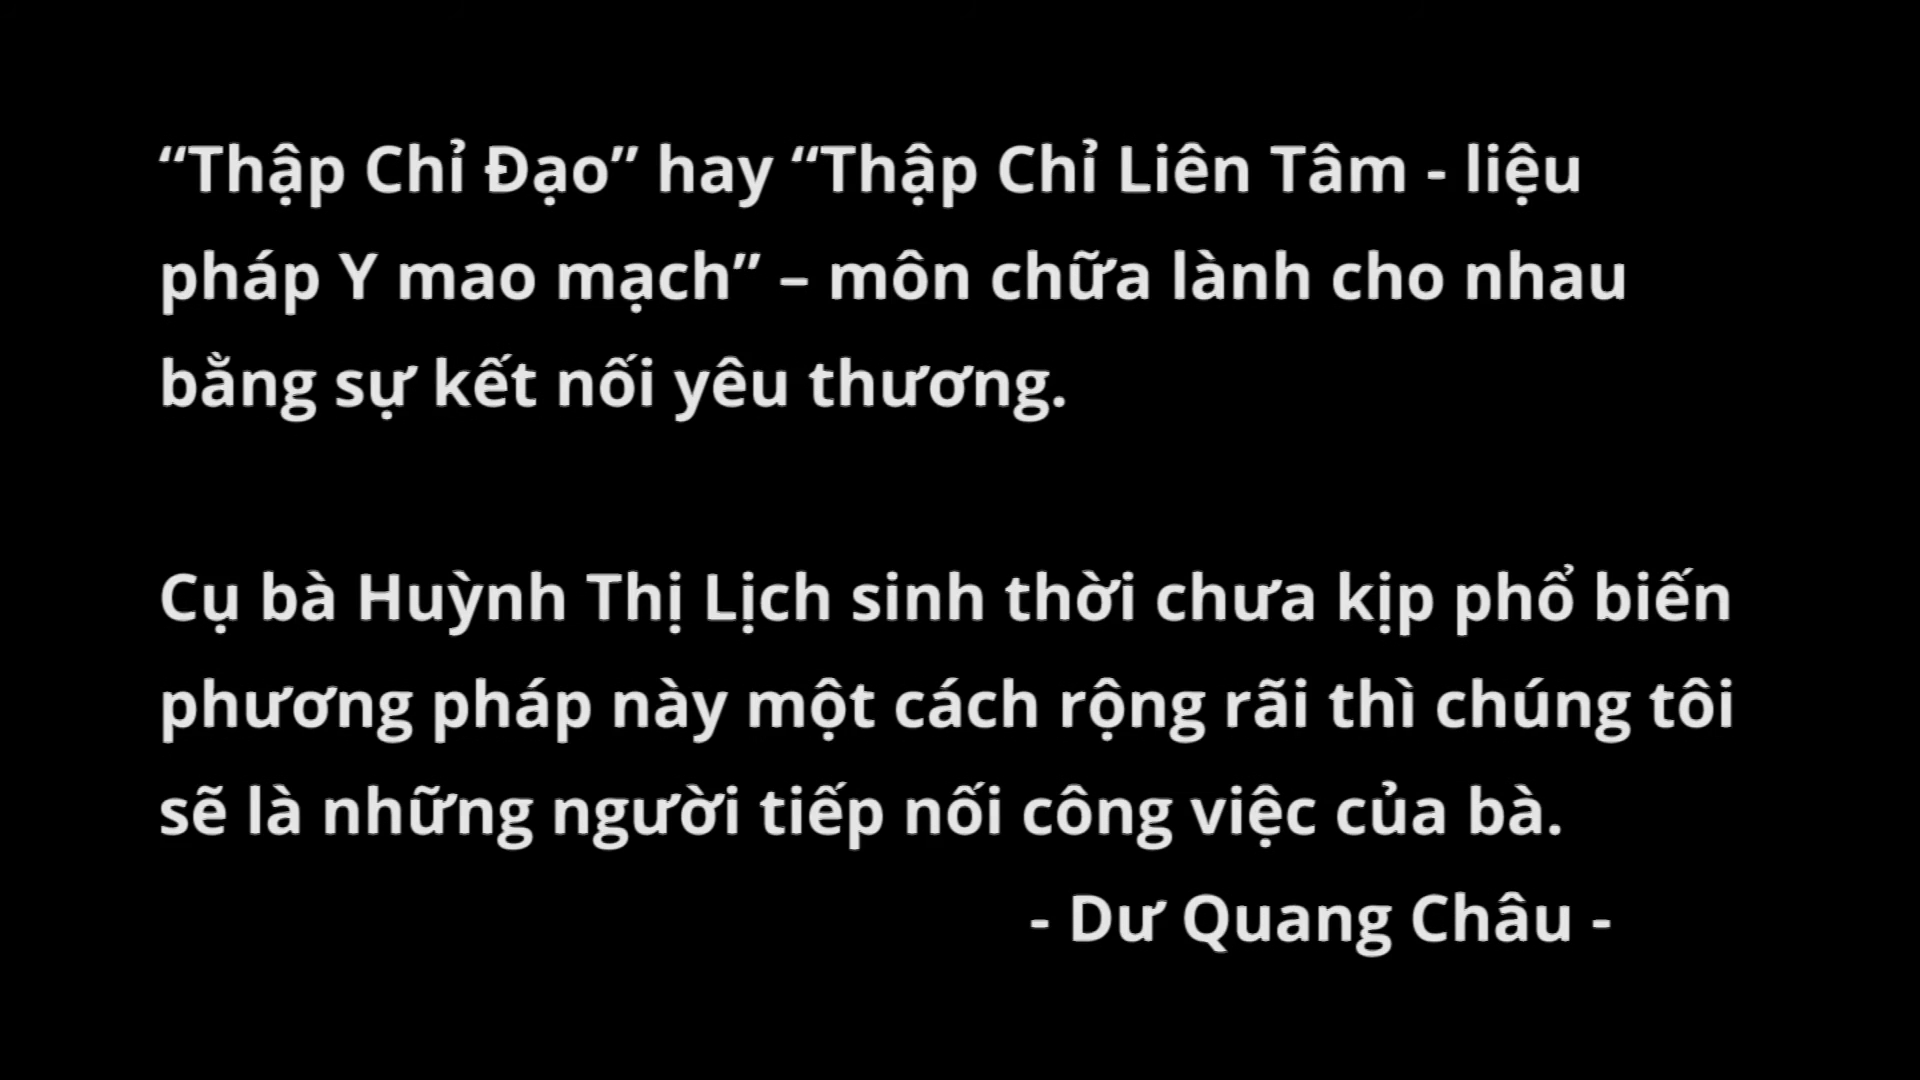 “Thập Chỉ Đạo” hay “Thập Chỉ Liên Tâm - liệu
pháp Y mao mạch” – môn chữa lành cho nhau
bằng sự kết nối yêu thương.
Cụ bà Huỳnh Thị Lịch sinh thời chưa kịp phổ biến
phương pháp này một cách rộng rãi thì chúng tôi
sẽ là những người tiếp nối công việc của bà.
- Dư Quang Châu -